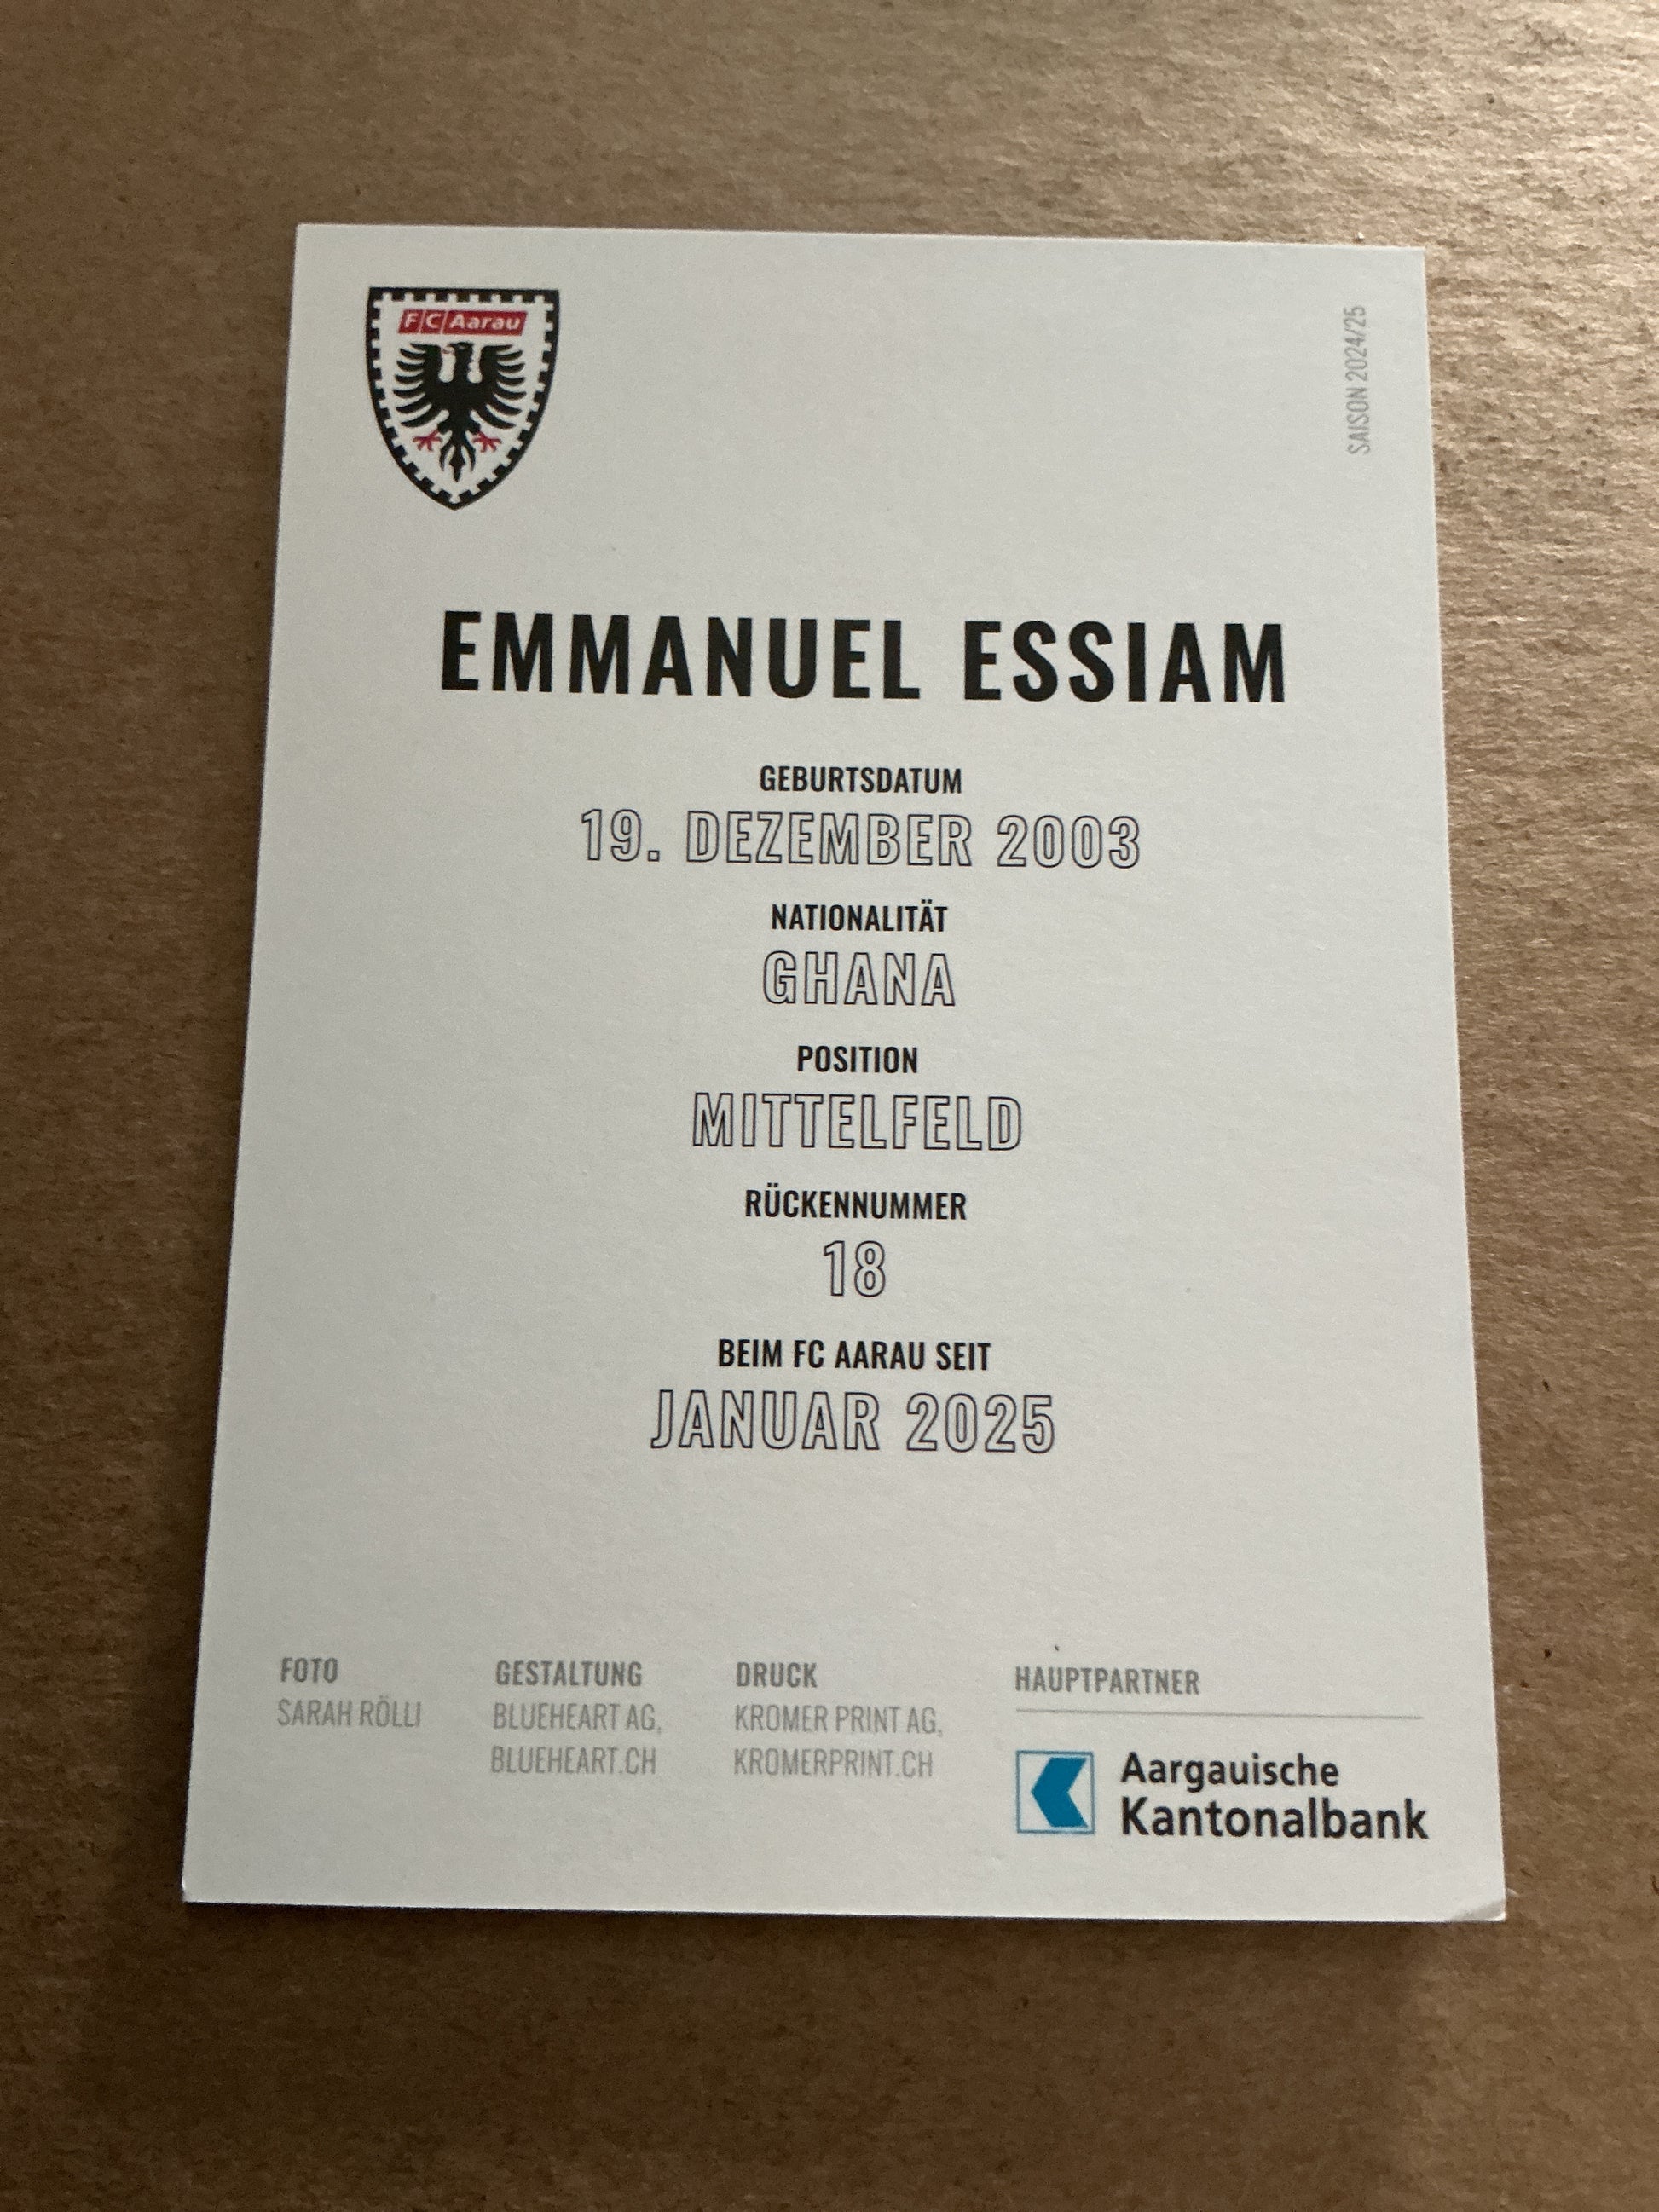 FC Aarau
SAISON 2024/25
EMMANUEL ESSIAM
GEBURTSDATUM
19. DEZEMBER 2003
NATIONALITÄT
GHANA
POSITION
MITTELFELD
RÜCKENNUMMER
18
BEIM FC AARAU SEIT
JANUAR 2025
FOTO
SARAH RÖLLI
GESTALTUNG
BLUEHEART AG,
BLUEHEART.CH
DRUCK
KROMER PRINT AG,
KROMERPRINT.CH
HAUPTPARTNER
Aargauische
Kantonalbank